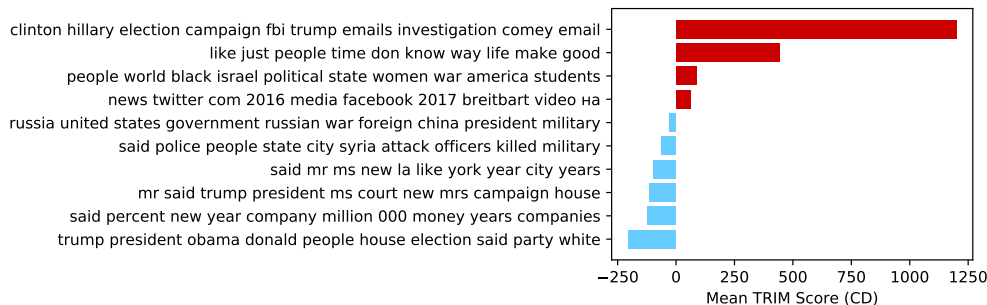 clinton hillary election campaign fbi trump emails investigation comey email
like just people time don know way life make good
people world black israel political state women war america students
news twitter com 2016 media facebook 2017 breitbart video на
russia united states government russian war foreign china president military
said police people state city syria attack officers killed military
said mr ms new la like york year city years
mr said trump president ms court new mrs campaign house
said percent new year company million 000 money years companies
trump president obama donald people house election said party white
−250 0 250 500 750 1000 1250
Mean TRIM Score (CD)